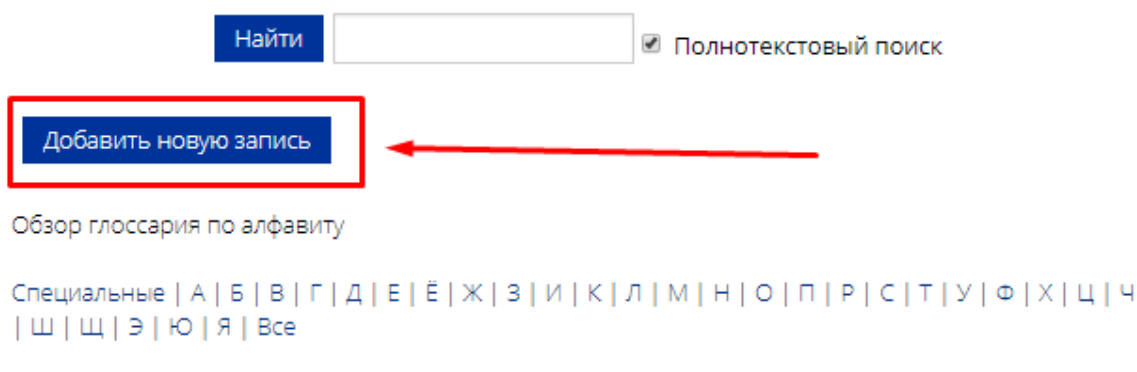 Найти Полнотекстовый поиск
Добавить новую запись
Обзор глоссария по алфавиту
Специальные | А | Б | В | Г | Д | Е | Ё | Ж | З | И | К | Л | М | Н | О | П | Р | С | Т | У | Ф | Х | Ц | Ч
| Ш | Щ | Э | Ю | Я | Все